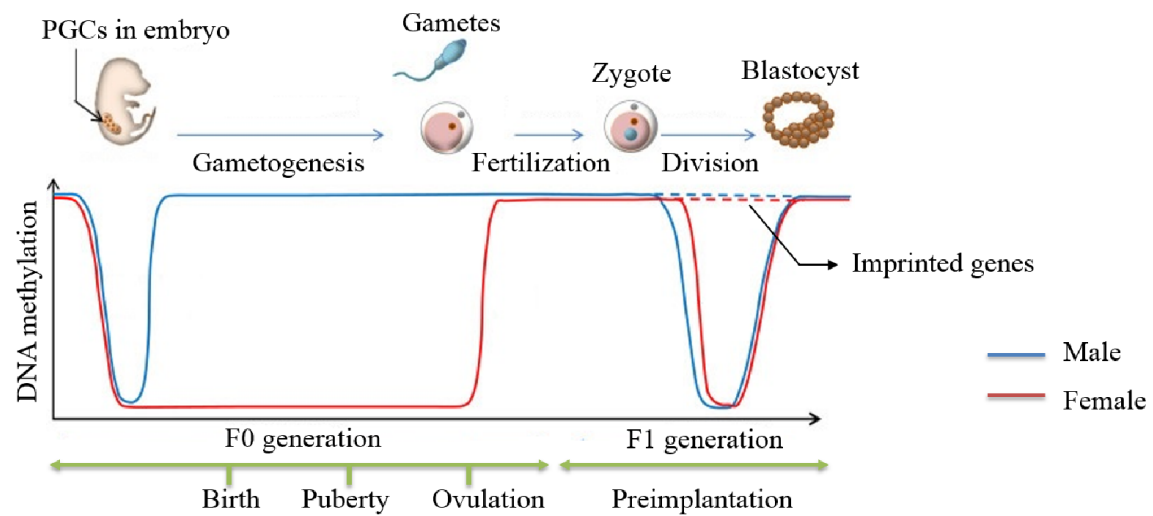 PGCs in embryo
Gametes
Zygote
Blastocyst
Gametogenesis
Fertilization
Division
DNA methylation
Imprinted genes
Male
Female
F0 generation
F1 generation
Birth
Puberty
Ovulation
Preimplantation